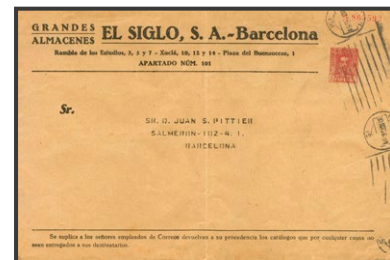 GRANDES
ALMACENES EL SIGLO, S. A.-Barcelona
Rambla de los Estudios, 3, 5 y 7 - Xuclá, 10, 12 y 14 - Plaza del Buensuceso, 1
APARTADO NÚM. 101
Sr.
SR. D. JUAN S. PITTIER
SALMERON-102-4. 1.
BARCELONA
Se suplica a los señores empleados de Correos devuelvan a su procedencia los catálogos que por cualquier causa no
sean entregados a sus destinatarios.